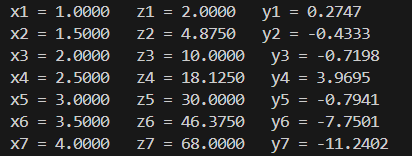 x1 = 1.0000   z1 = 2.0000   y1 = 0.2747
x2 = 1.5000   z2 = 4.8750   y2 = -0.4333
x3 = 2.0000   z3 = 10.0000   y3 = -0.7198
x4 = 2.5000   z4 = 18.1250   y4 = 3.9695
x5 = 3.0000   z5 = 30.0000   y5 = -0.7941
x6 = 3.5000   z6 = 46.3750   y6 = -7.7501
x7 = 4.0000   z7 = 68.0000   y7 = -11.2402